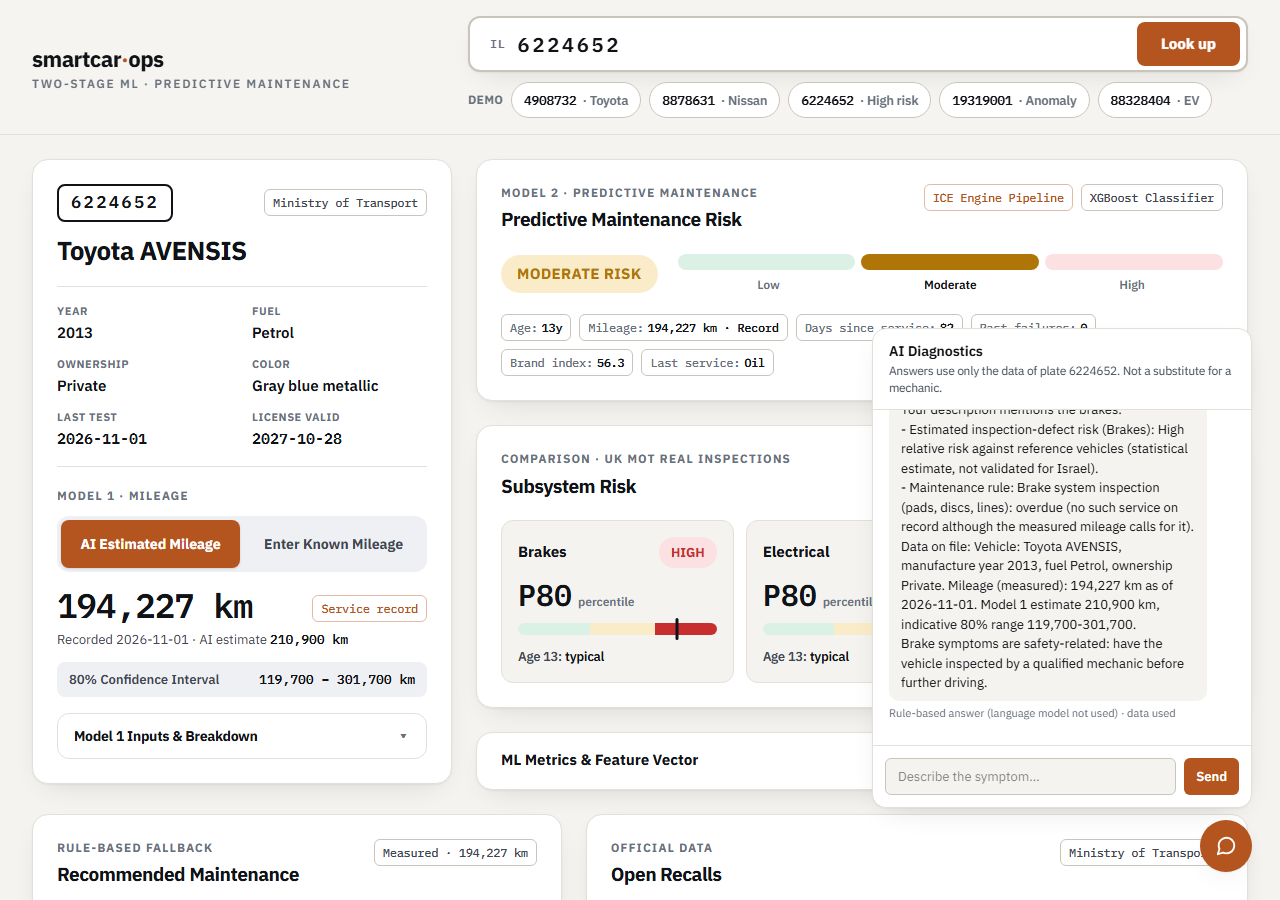 smartcar·ops
TWO-STAGE ML · PREDICTIVE MAINTENANCE
IL 6224652
Look up
DEMO
4908732 · Toyota
8878631 · Nissan
6224652 · High risk
19319001 · Anomaly
88328404 · EV
6224652
Ministry of Transport
Toyota AVENSIS
YEAR
2013
FUEL
Petrol
OWNERSHIP
Private
COLOR
Gray blue metallic
LAST TEST
2026-11-01
LICENSE VALID
2027-10-28
MODEL 1 · MILEAGE
AI Estimated Mileage
Enter Known Mileage
194,227 km
Service record
Recorded 2026-11-01 · AI estimate 210,900 km
80% Confidence Interval
119,700 – 301,700 km
Model 1 Inputs & Breakdown
MODEL 2 · PREDICTIVE MAINTENANCE
Predictive Maintenance Risk
ICE Engine Pipeline
XGBoost Classifier
MODERATE RISK
Low
Moderate
High
Age: 13y
Mileage: 194,227 km · Record
Days since service: 82
Past failures: 0
Brand index: 56.3
Last service: Oil
COMPARISON · UK MOT REAL INSPECTIONS
Subsystem Risk
Brakes
HIGH
P80 percentile
Age 13: typical
Electrical
P80
Age 13: typical
ML Metrics & Feature Vector
AI Diagnostics
Answers use only the data of plate 6224652. Not a substitute for a
mechanic.
Your description mentions the brakes.
- Estimated inspection-defect risk (Brakes): High
relative risk against reference vehicles (statistical
estimate, not validated for Israel).
- Maintenance rule: Brake system inspection
(pads, discs, lines): overdue (no such service on
record although the measured mileage calls for it).
Data on file: Vehicle: Toyota AVENSIS,
manufacture year 2013, fuel Petrol, ownership
Private. Mileage (measured): 194,227 km as of
2026-11-01. Model 1 estimate 210,900 km,
indicative 80% range 119,700-301,700.
Brake symptoms are safety-related: have the
vehicle inspected by a qualified mechanic before
further driving.
Rule-based answer (language model not used) · data used
Describe the symptom...
Send
RULE-BASED FALLBACK
Recommended Maintenance
Measured · 194,227 km
OFFICIAL DATA
Open Recalls
Ministry of